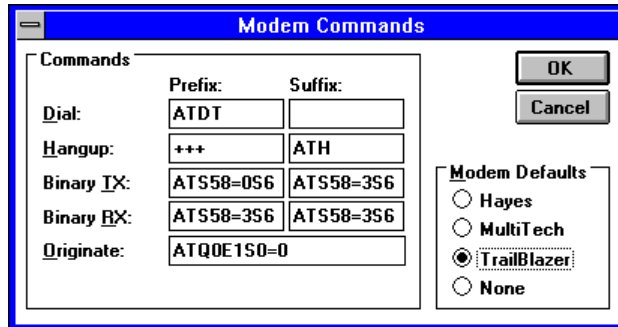 Modem Commands
Commands
Prefix: Suffix:
Dial: ATDT
Hangup: +++ ATH
Binary TX: ATS58=0S6 ATS58=3S6
Binary RX: ATS58=3S6 ATS58=3S6
Originate: ATQ0E1S0=0
OK
Cancel
Modem Defaults
Hayes
MultiTech
TrailBlazer
None